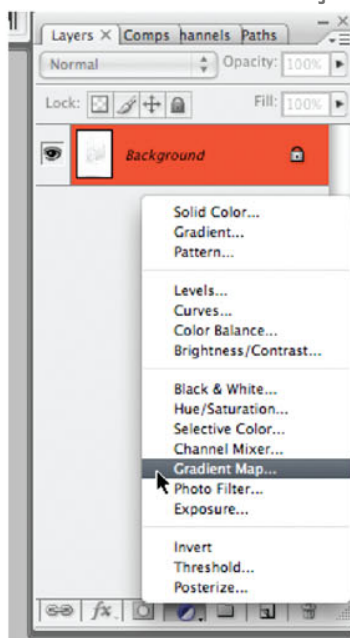 Layers × Comps hannels Paths
Normal Opacity: 100%
Lock: Fill: 100%
Background
Solid Color...
Gradient...
Pattern...
Levels...
Curves...
Color Balance...
Brightness/Contrast...
Black & White...
Hue/Saturation...
Selective Color...
Channel Mixer...
Gradient Map...
Photo Filter...
Exposure...
Invert
Threshold...
Posterize...
fx.